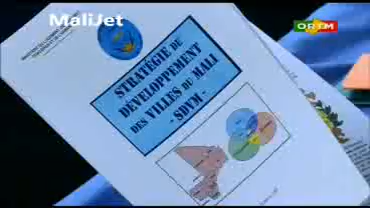 MaliJet
ORTM
STRATÉGIE DE
DÉVELOPPEMENT
DES VILLES DU MALI
- SDVM -